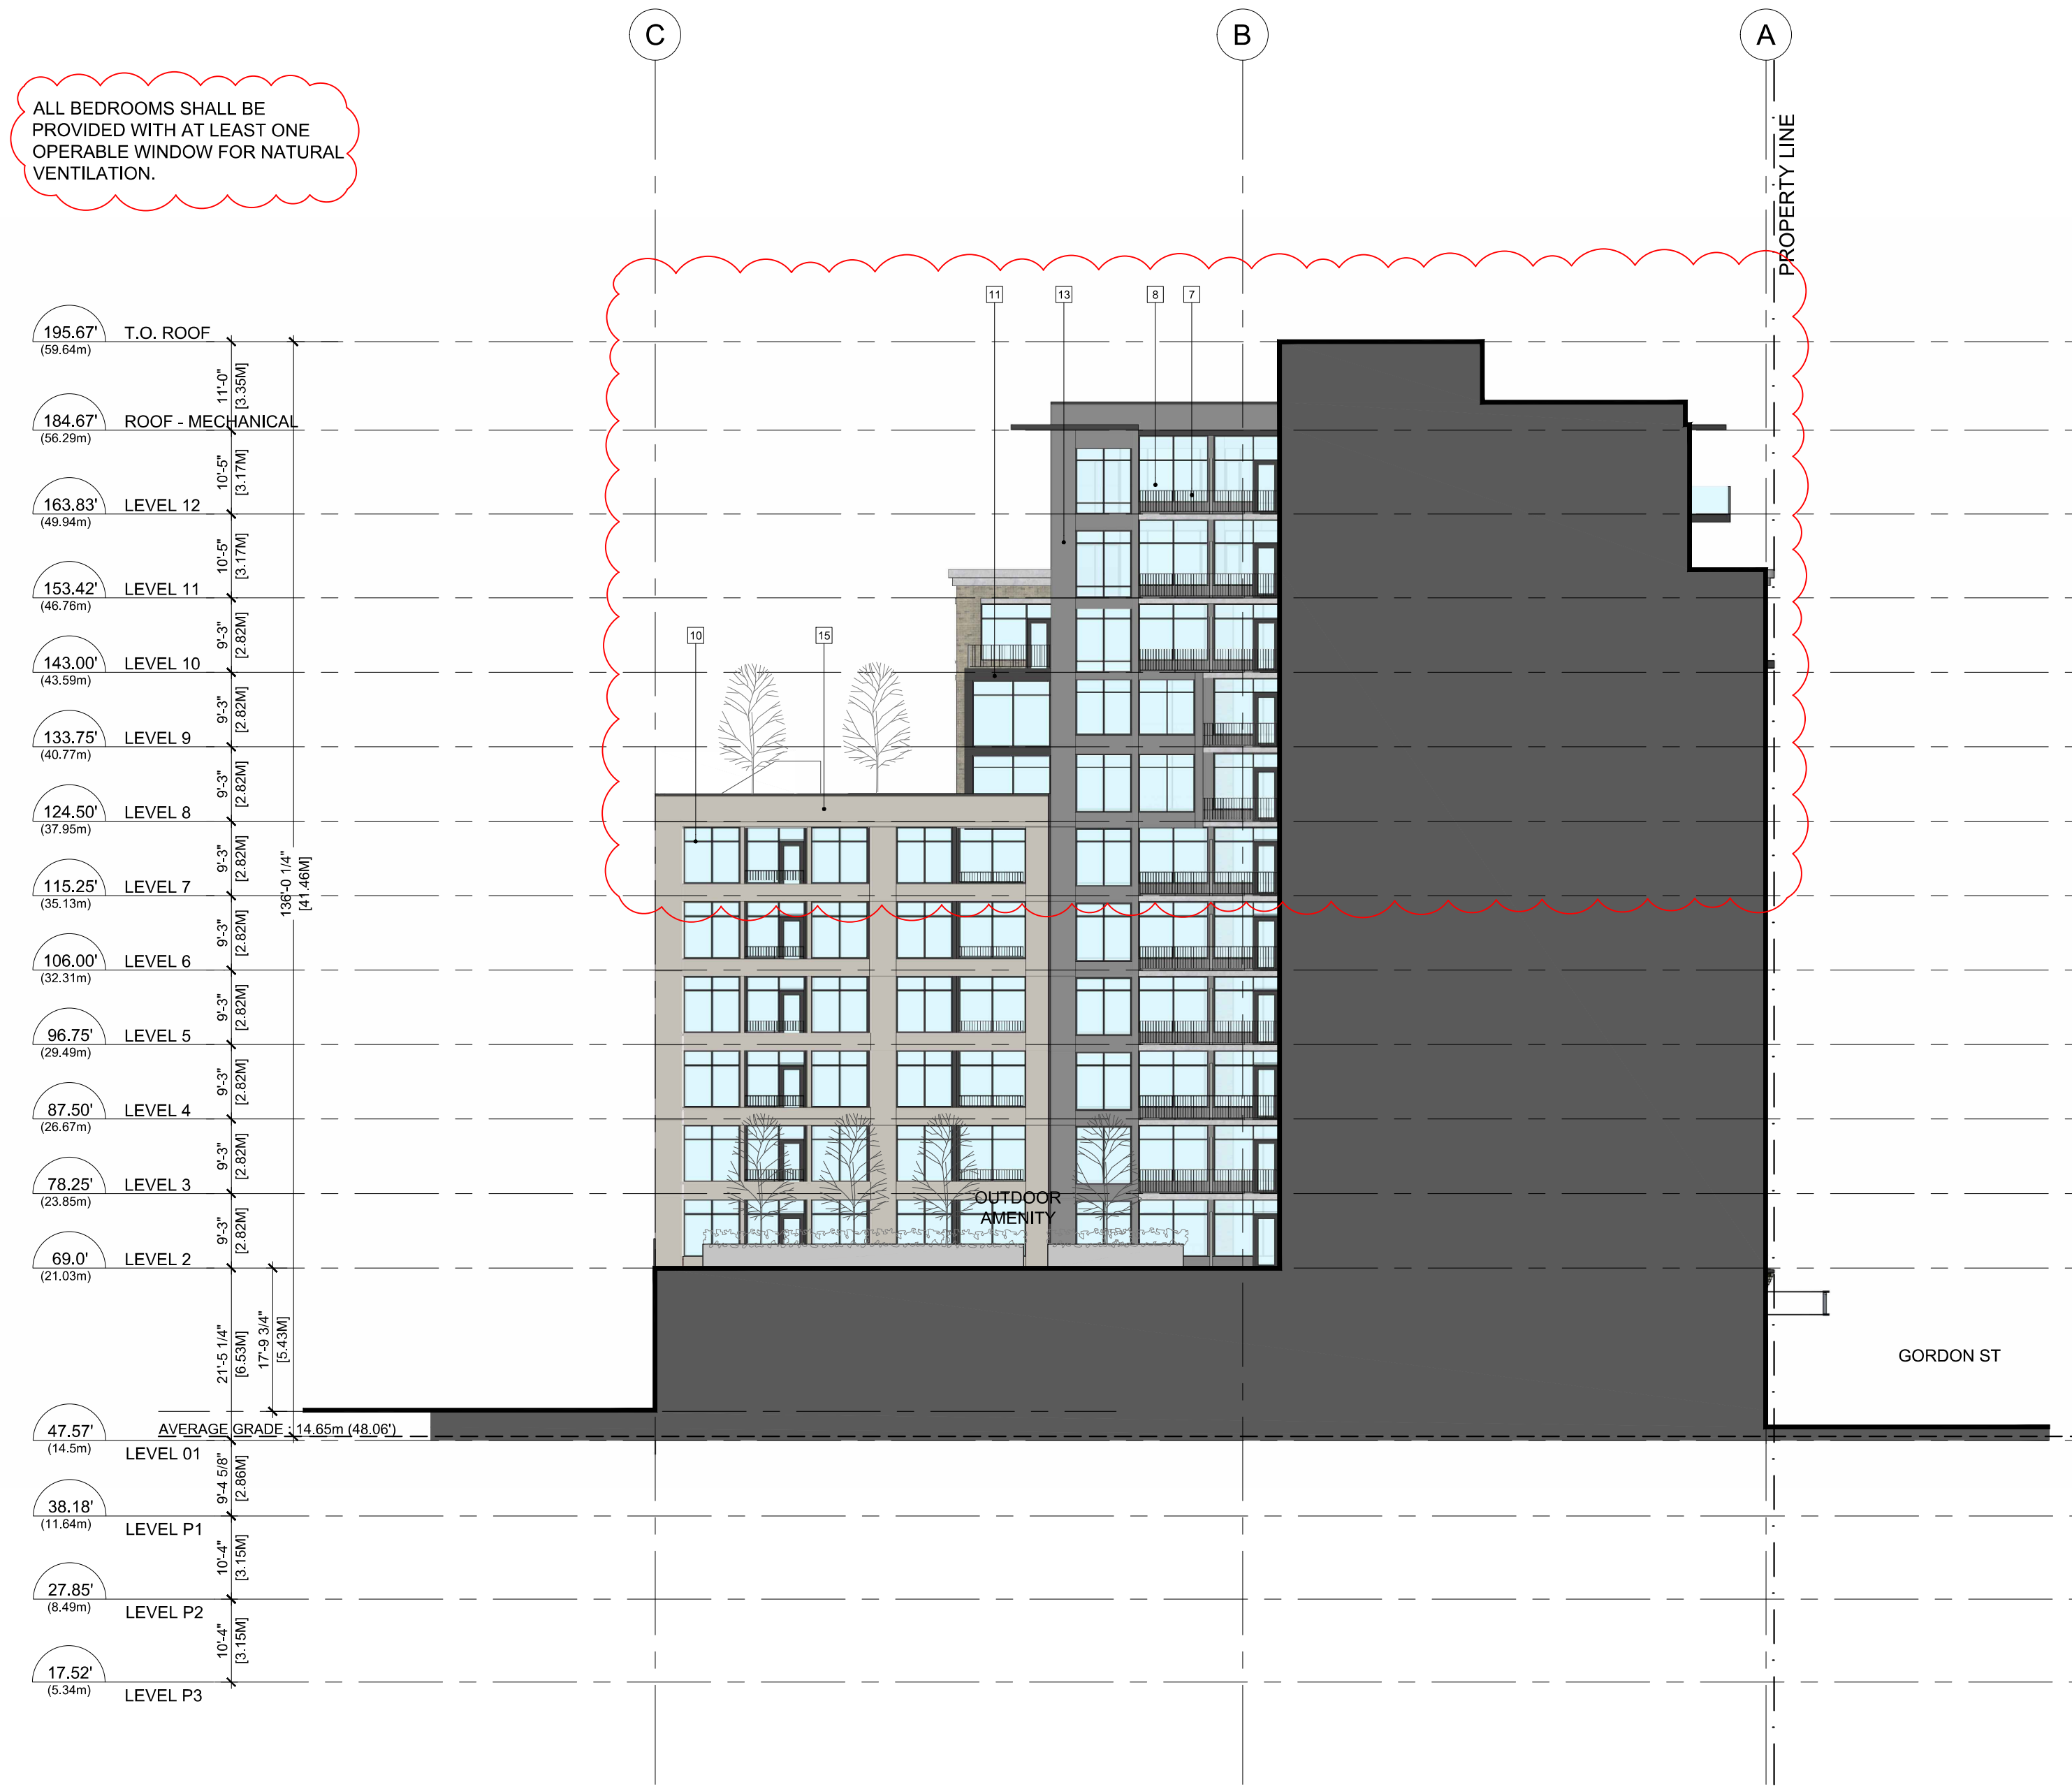 C
B
A
ALL BEDROOMS SHALL BE
PROVIDED WITH AT LEAST ONE
OPERABLE WINDOW FOR NATURAL
VENTILATION.
PROPERTY LINE
11
13
8
7
195.67'
(59.64m)
T.O. ROOF
11'-0"
[3.35M]
184.67'
(56.29m)
ROOF - MECHANICAL
10'-5"
[3.17M]
163.83'
(49.94m)
LEVEL 12
10'-5"
[3.17M]
153.42'
(46.76m)
LEVEL 11
9'-3"
[2.82M]
10
15
143.00'
(43.59m)
LEVEL 10
9'-3"
[2.82M]
133.75'
(40.77m)
LEVEL 9
9'-3"
[2.82M]
124.50'
(37.95m)
LEVEL 8
9'-3"
[2.82M]
136'-0 1/4"
[41.46M]
115.25'
(35.13m)
LEVEL 7
9'-3"
[2.82M]
106.00'
(32.31m)
LEVEL 6
9'-3"
[2.82M]
96.75'
(29.49m)
LEVEL 5
9'-3"
[2.82M]
87.50'
(26.67m)
LEVEL 4
9'-3"
[2.82M]
78.25'
(23.85m)
LEVEL 3
OUTDOOR
AMENITY
9'-3"
[2.82M]
69.0'
(21.03m)
LEVEL 2
21'-5 1/4"
[6.53M]
17'-9 3/4"
[5.43M]
GORDON ST
47.57'
(14.5m)
AVERAGE GRADE : 14.65m (48.06')
LEVEL 01
9'-4 5/8"
[2.86M]
38.18'
(11.64m)
LEVEL P1
10'-4"
[3.15M]
27.85'
(8.49m)
LEVEL P2
10'-4"
[3.15M]
17.52'
(5.34m)
LEVEL P3